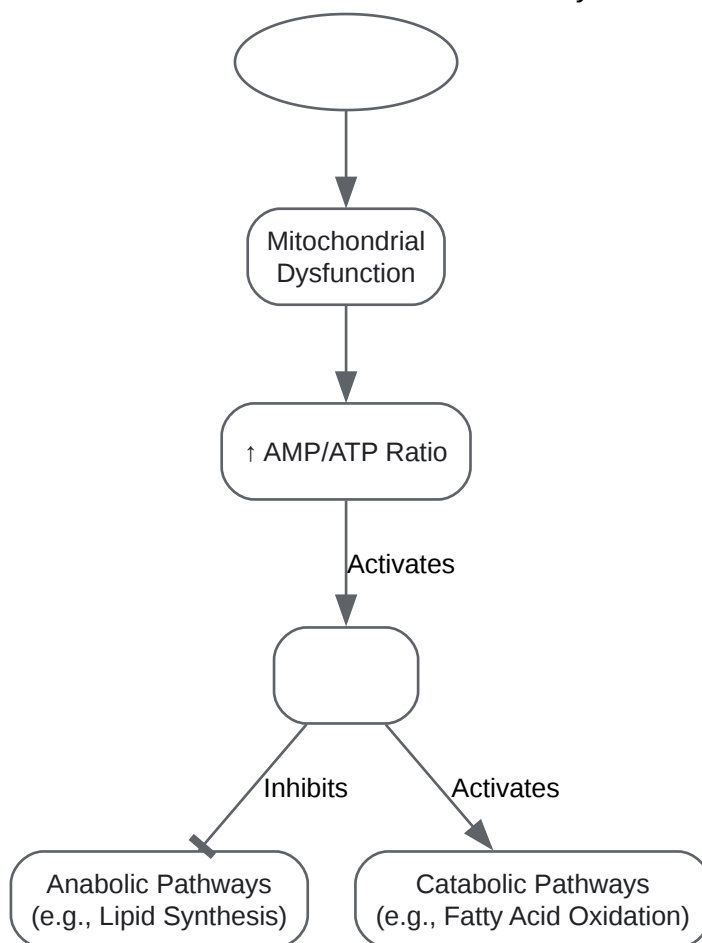 Mitochondrial
Dysfunction
↑ AMP/ATP Ratio
Activates
Inhibits
Activates
Anabolic Pathways
(e.g., Lipid Synthesis)
Catabolic Pathways
(e.g., Fatty Acid Oxidation)